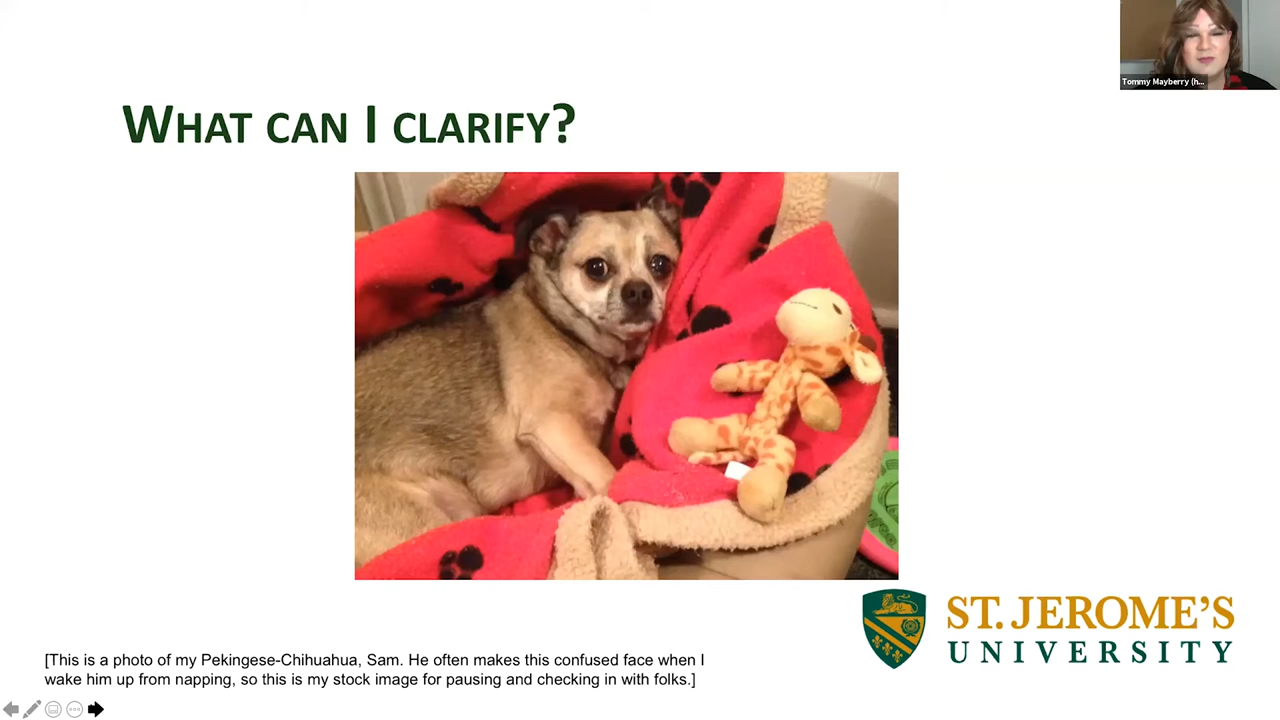 Tommy Mayberry (h...
WHAT CAN I CLARIFY?
ST. JEROME'S
UNIVERSITY
[This is a photo of my Pekingese-Chihuahua, Sam. He often makes this confused face when I
wake him up from napping, so this is my stock image for pausing and checking in with folks.]